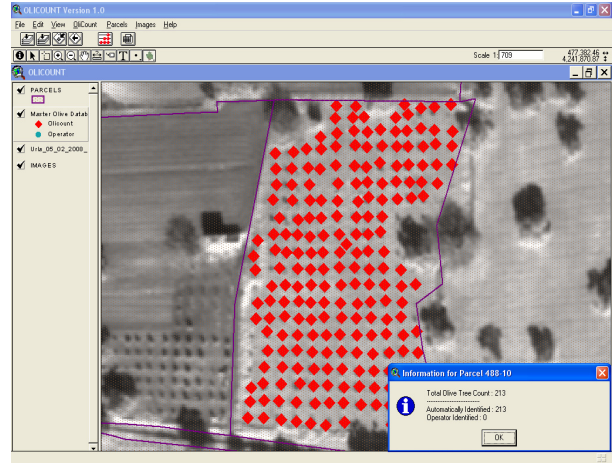 OLICOUNT Version 1.0
File Edit View OliCount Parcels Images Help
Scale 1: 709
477,382.46
4,241,870.87
OLICOUNT
PARCELS
Master Olive Datab
Olicount
Operator
Urla_05_02_2008_
IMAGES
Information for Parcel 488-10
Total Olive Tree Count : 213
------------------------
Automatically Identified : 213
Operator Identified : 0
OK